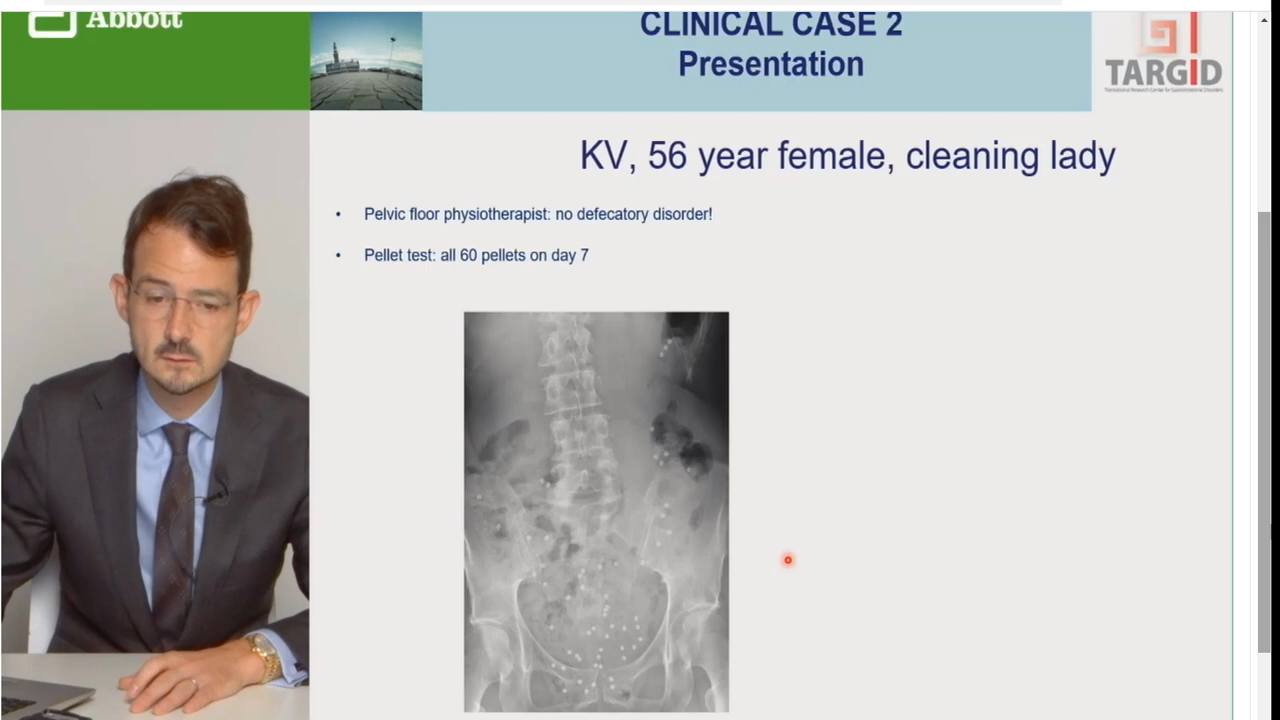 Abbott
CLINICAL CASE 2
Presentation
TARGID
KV, 56 year female, cleaning lady
• Pelvic floor physiotherapist: no defecatory disorder!
• Pellet test: all 60 pellets on day 7